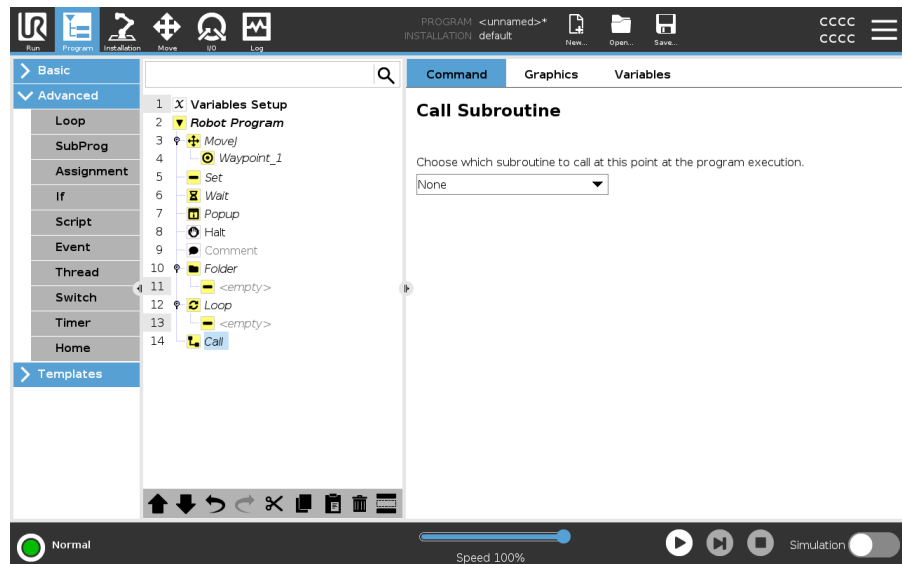 PROGRAM <unnamed>*
INSTALLATION default
CCCC
CCCC
Run Program Installation Move I/O Log New... Open... Save...
Basic
Advanced
Loop
SubProg
Assignment
If
Script
Event
Thread
Switch
Timer
Home
Templates
1 X Variables Setup
2 Robot Program
3 MoveJ
4 Waypoint_1
5 Set
6 Wait
7 Popup
8 Halt
9 Comment
10 Folder
11 <empty>
12 Loop
13 <empty>
14 Call
Command Graphics Variables
Call Subroutine
Choose which subroutine to call at this point at the program execution.
None
Normal
Speed 100%
Simulation